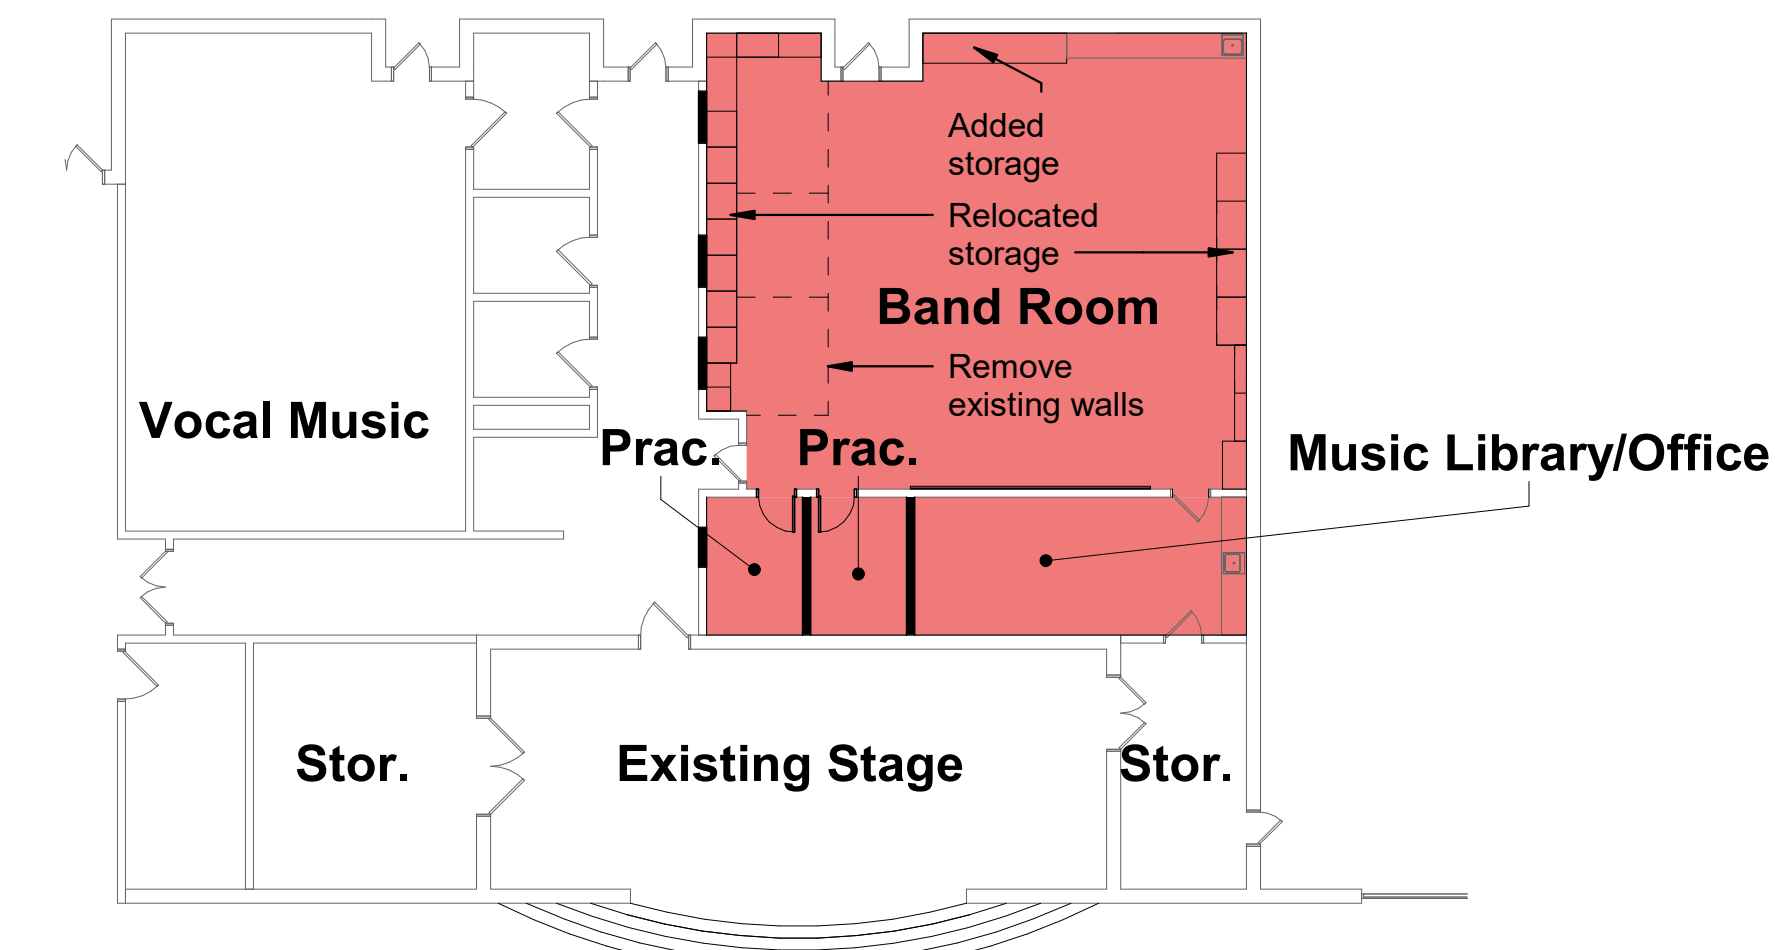 Added
storage
Relocated
storage
Band Room
Remove
existing walls
Vocal Music
Prac.
Prac.
Music Library/Office
Stor.
Existing Stage
Stor.